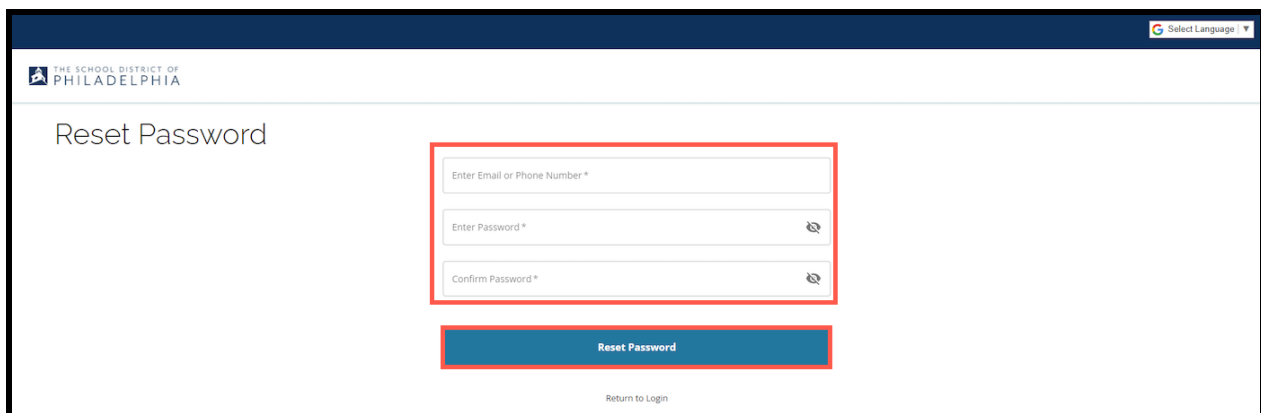 Select Language ▼
THE SCHOOL DISTRICT OF
PHILADELPHIA
Reset Password
Enter Email or Phone Number *
Enter Password *
Confirm Password *
Reset Password
Return to Login